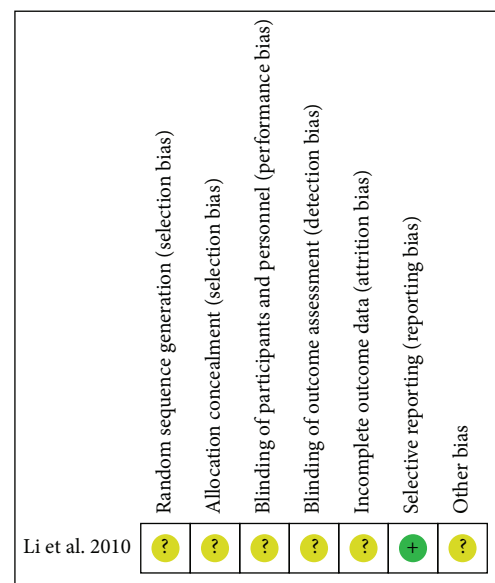 Random sequence generation (selection bias)
Allocation concealment (selection bias)
Blinding of participants and personnel (performance bias)
Blinding of outcome assessment (detection bias)
Incomplete outcome data (attrition bias)
Selective reporting (reporting bias)
Other bias
Li et al. 2010 ? ? ? ? ? + ?